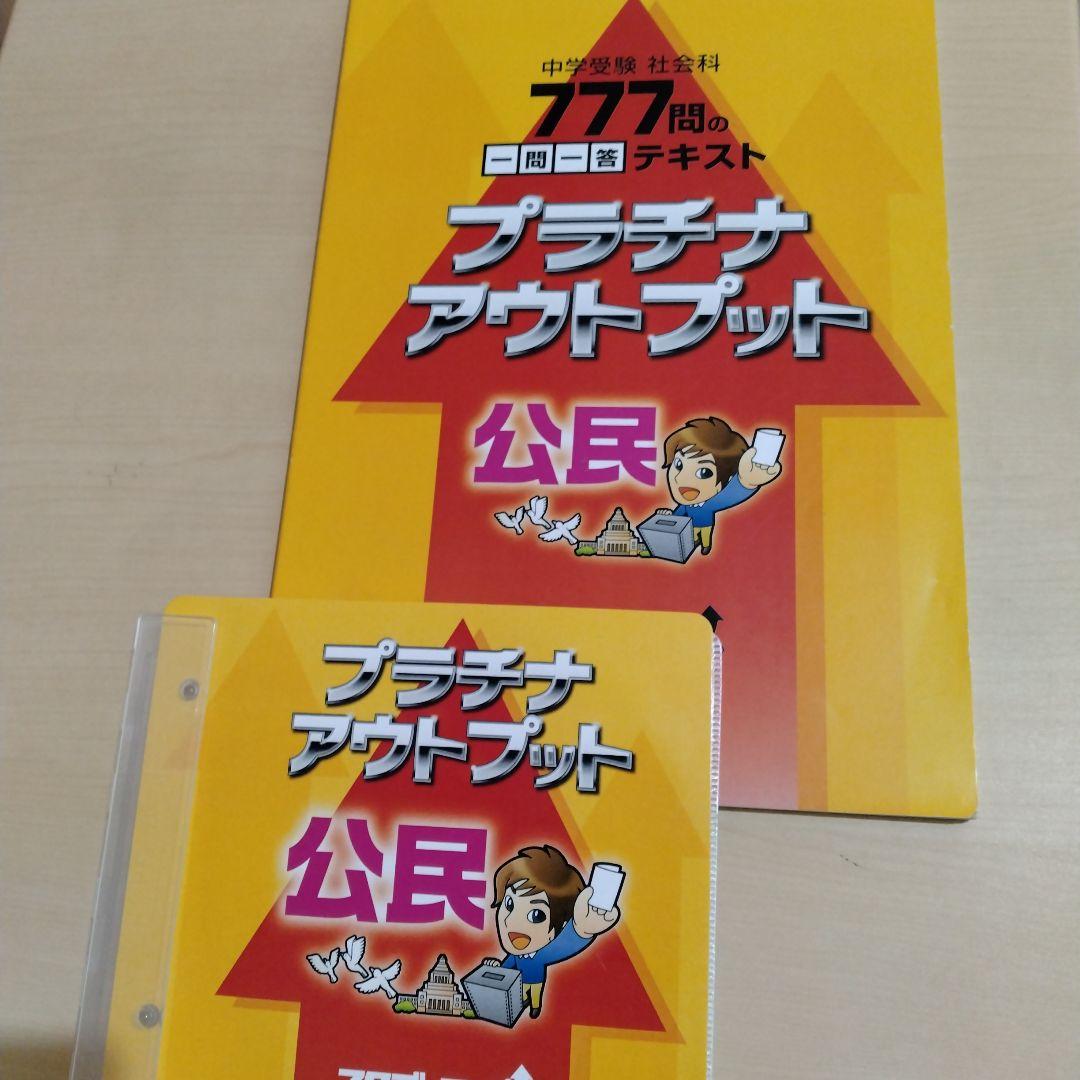 中学受験 社会科
777問の
一問一答テキスト
プラチナ
アウトプット
公民
プラチナ
アウトプット
公民